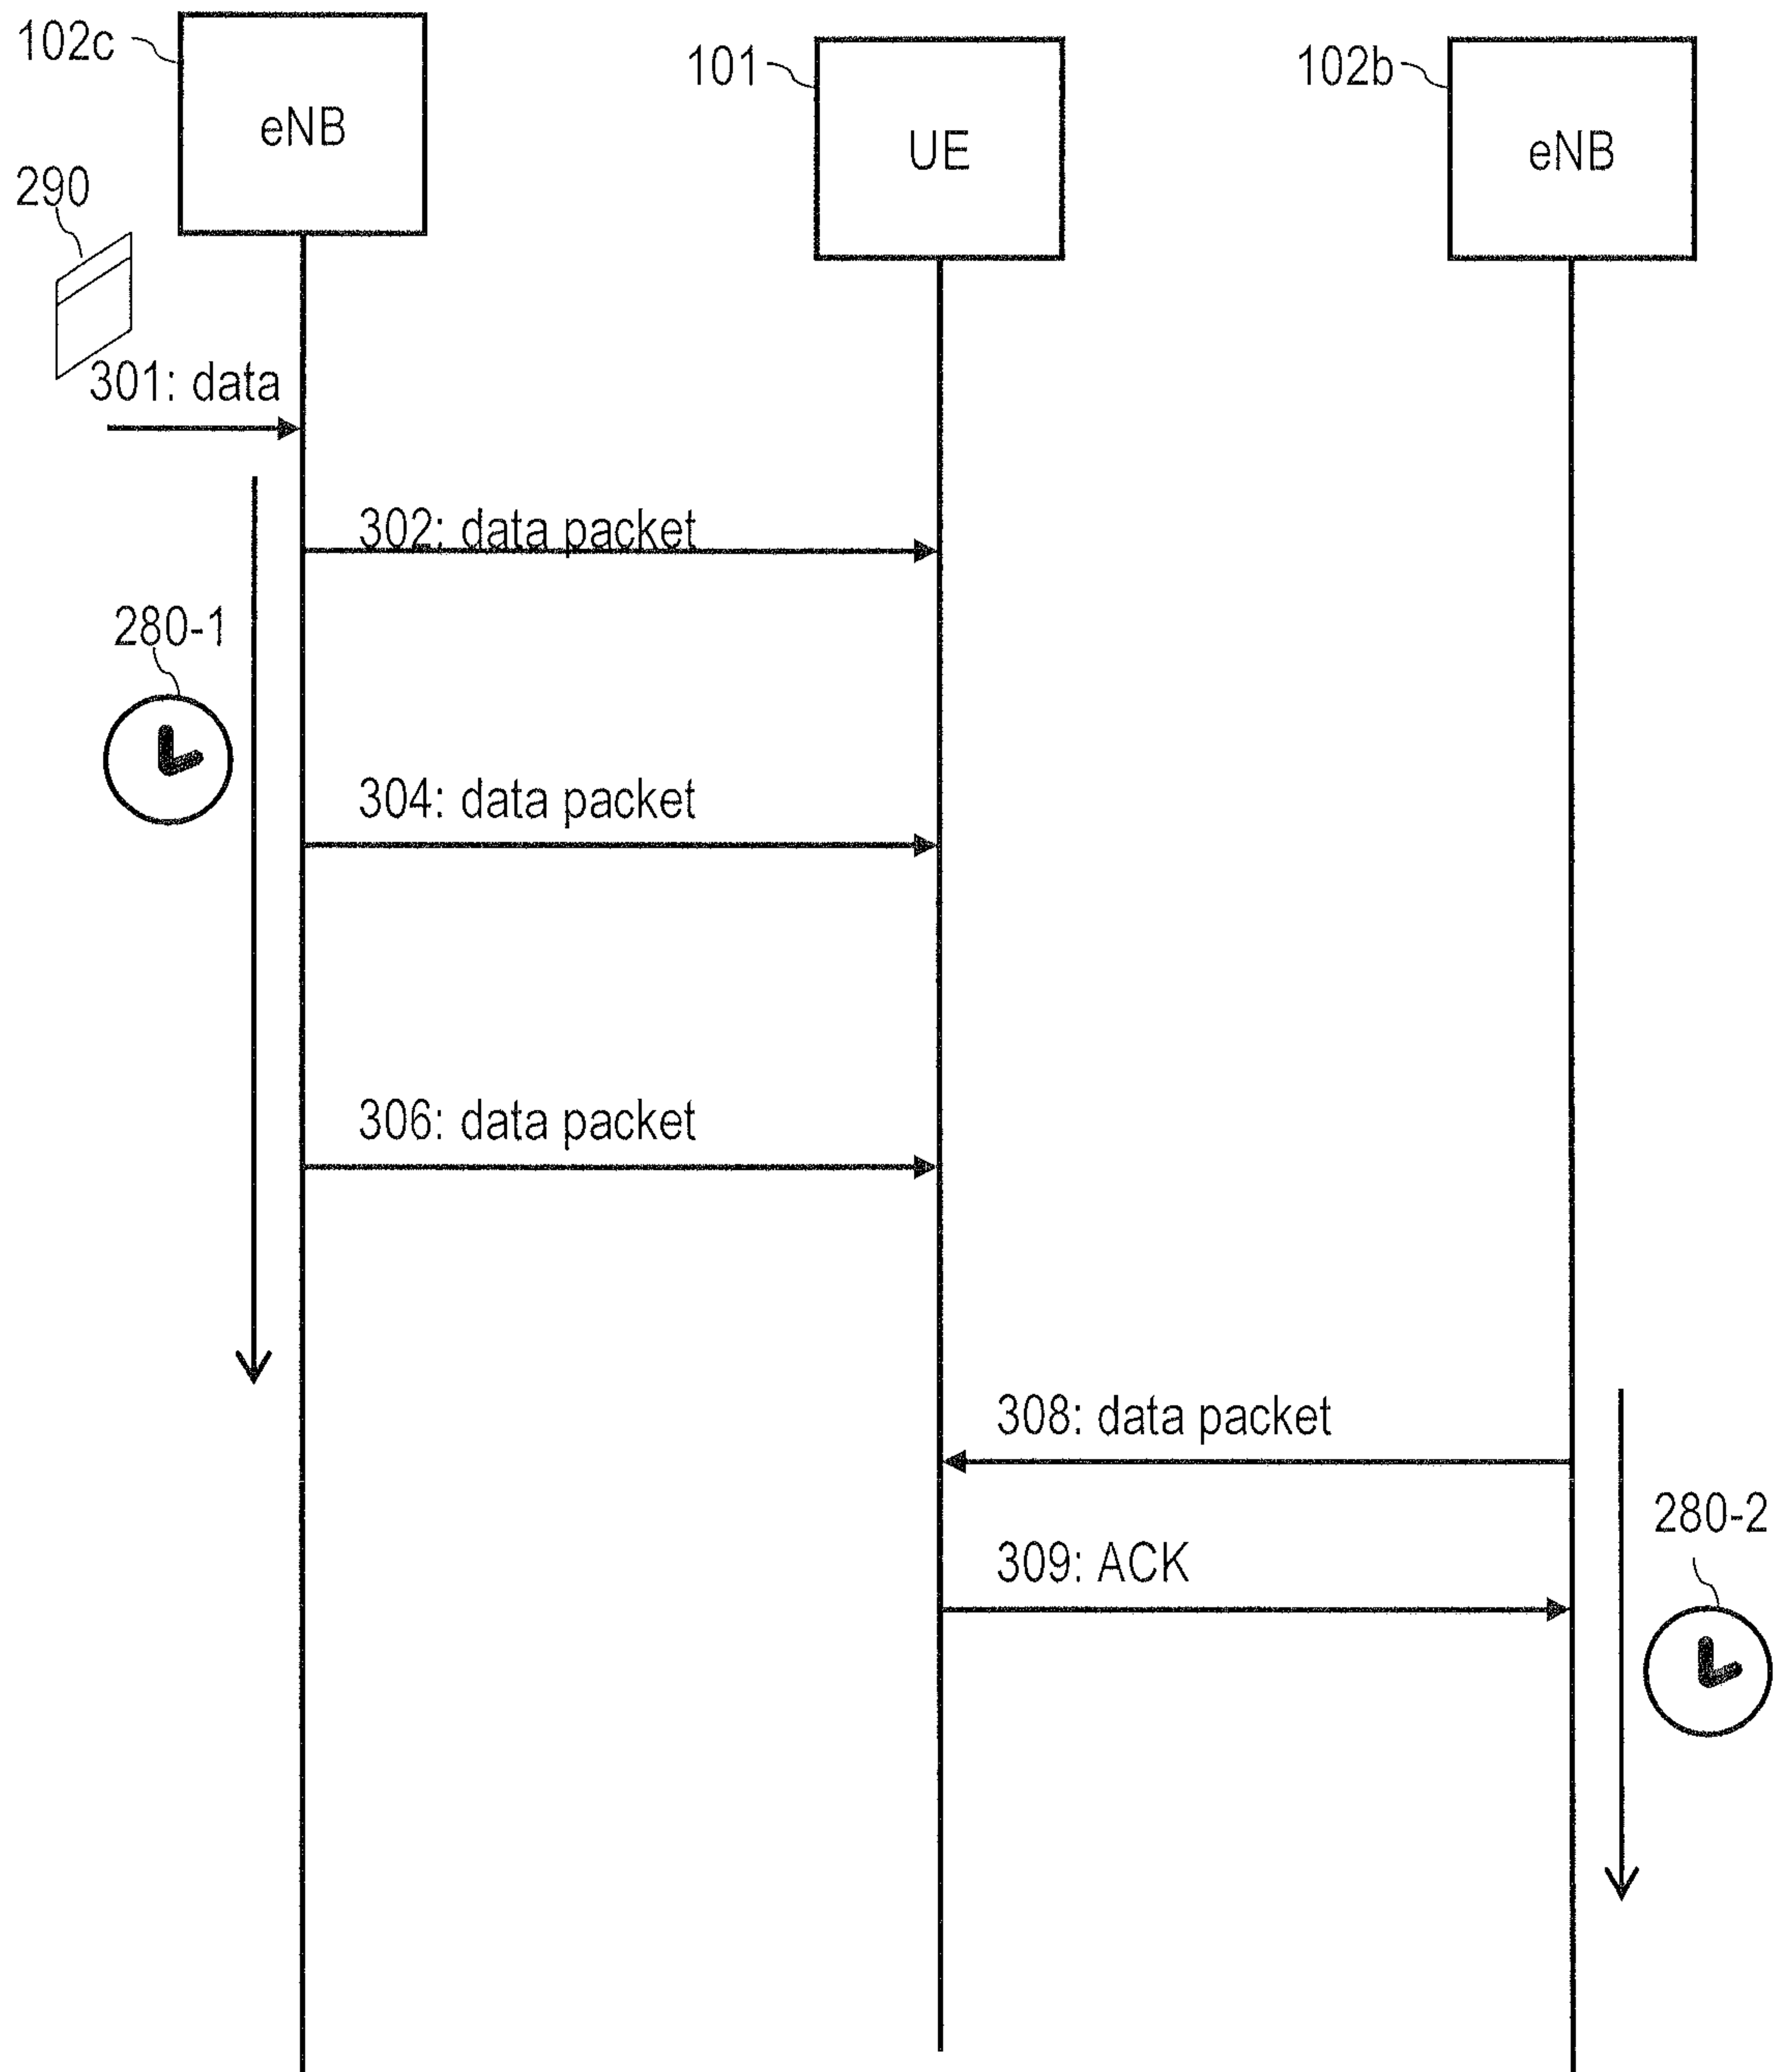 102c
eNB
101
UE
102b
eNB
290
301: data
302: data packet
280-1
304: data packet
306: data packet
308: data packet
280-2
309: ACK